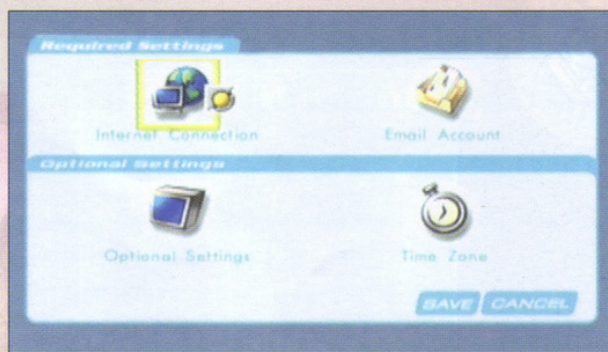 Required Settings
Internet Connection
Email Account
Optional Settings
Optional Settings
Time Zone
SAVE CANCEL